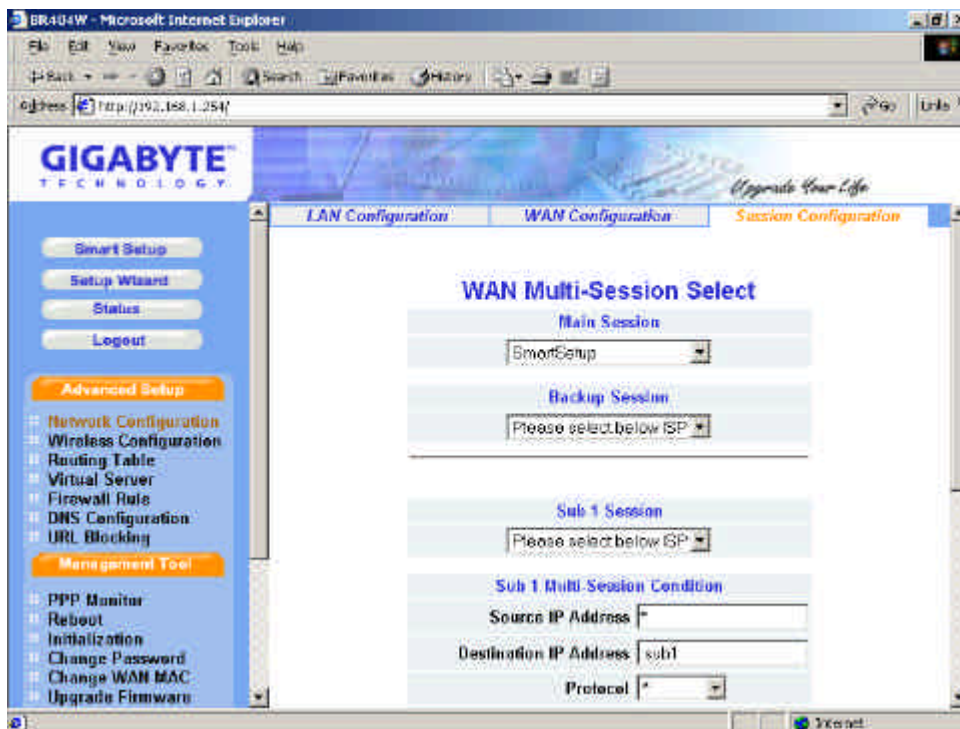 BR404W - Microsoft Internet Explorer
File Edit View Favorites Tools Help
Back Search Favorites History
Address http://192.168.1.254/ Go Links
GIGABYTE™
TECHNOLOGY
Upgrade Your Life
LAN Configuration WAN Configuration Session Configuration
Smart Setup
Setup Wizard
Status
Logout
Advanced Setup
Network Configuration
Wireless Configuration
Routing Table
Virtual Server
Firewall Rule
DNS Configuration
URL Blocking
Management Tool
PPP Monitor
Reboot
Initialization
Change Password
Change WAN MAC
Upgrade Firmware
WAN Multi-Session Select
Main Session
SmartSetup
Backup Session
Please select below ISP
Sub 1 Session
Please select below ISP
Sub 1 Multi-Session Condition
Source IP Address *
Destination IP Address sub1
Protocol *
Internet